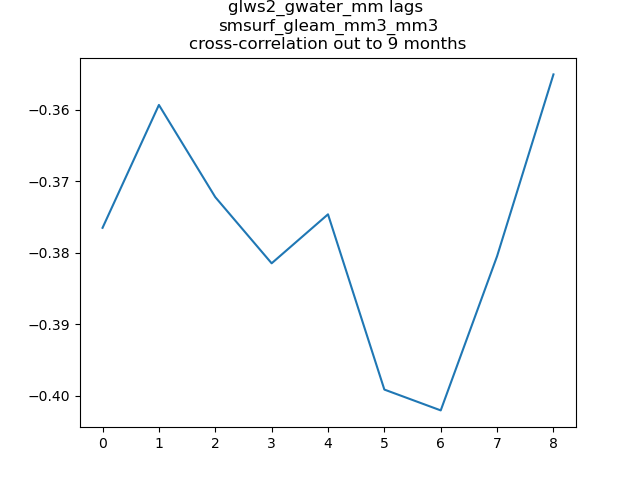 glws2_gwater_mm lags
smsurf_gleam_mm3_mm3
cross-correlation out to 9 months
−0.36
−0.37
−0.38
−0.39
−0.40
0 1 2 3 4 5 6 7 8